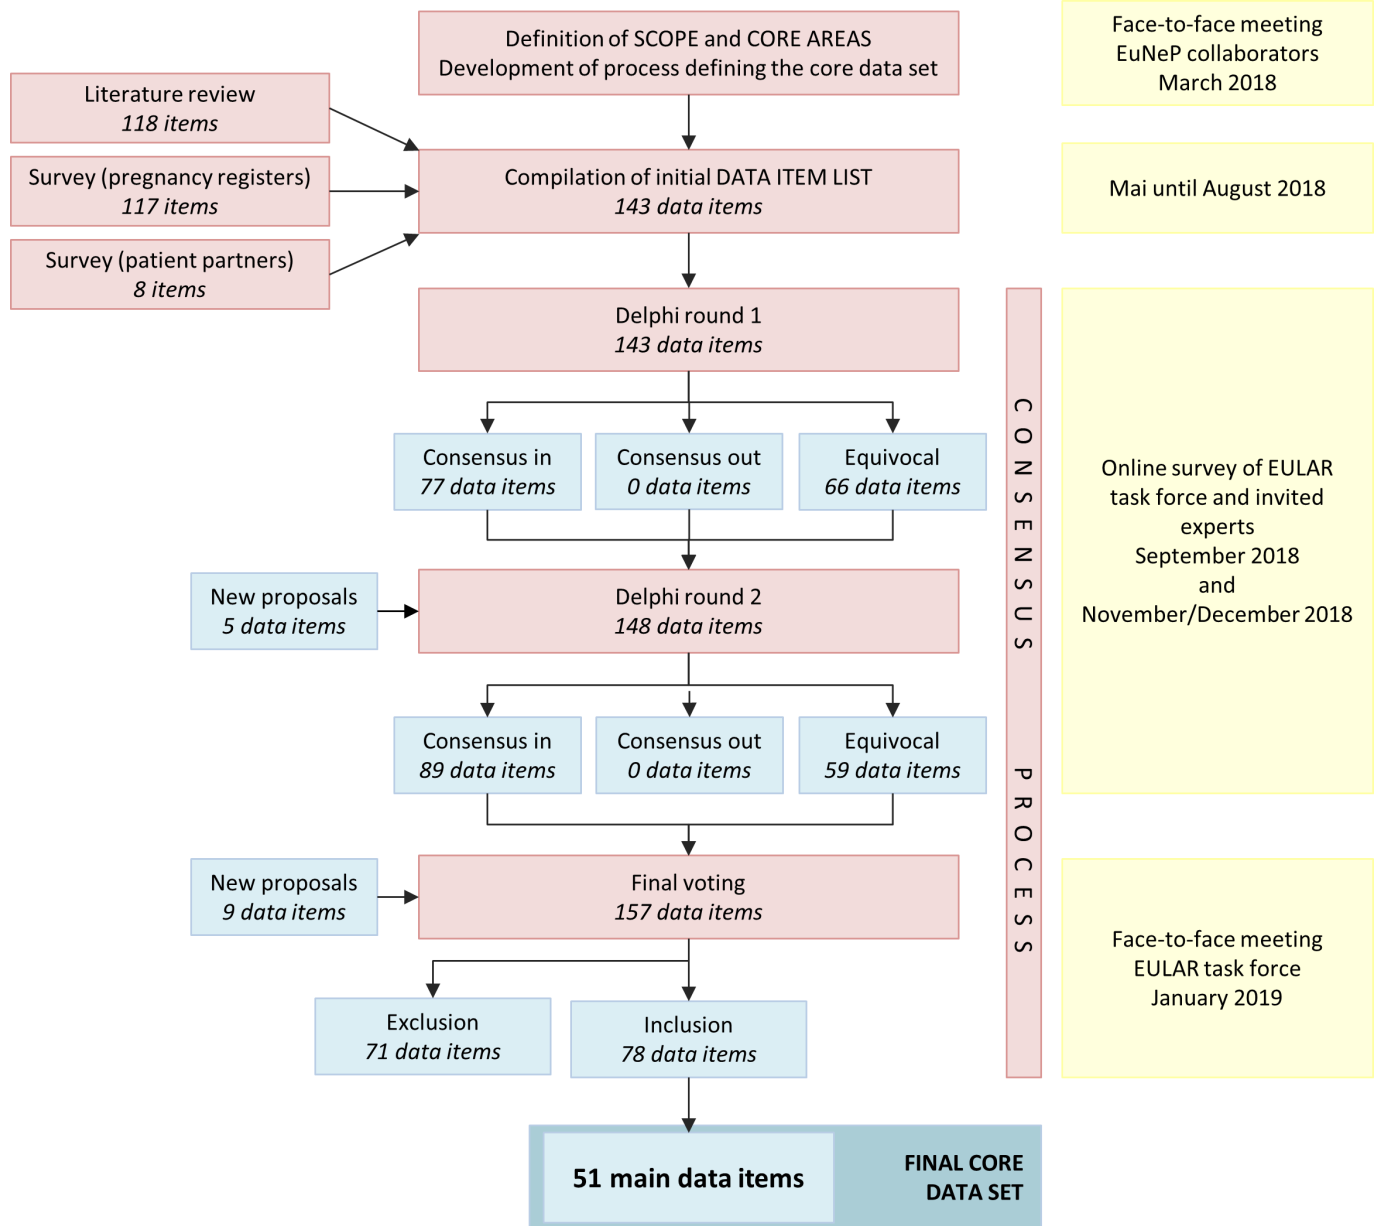 Definition of SCOPE and CORE AREAS
Development of process defining the core data set
Face-to-face meeting
EuNeP collaborators
March 2018
Literature review
118 items
Survey (pregnancy registers)
117 items
Survey (patient partners)
8 items
Compilation of initial DATA ITEM LIST
143 data items
Mai until August 2018
Delphi round 1
143 data items
Consensus in
77 data items
Consensus out
0 data items
Equivocal
66 data items
New proposals
5 data items
Delphi round 2
148 data items
Consensus in
89 data items
Consensus out
0 data items
Equivocal
59 data items
CONSENSUS PROCESS
Online survey of EULAR
task force and invited
experts
September 2018
and
November/December 2018
New proposals
9 data items
Final voting
157 data items
Exclusion
71 data items
Inclusion
78 data items
Face-to-face meeting
EULAR task force
January 2019
51 main data items
FINAL CORE
DATA SET